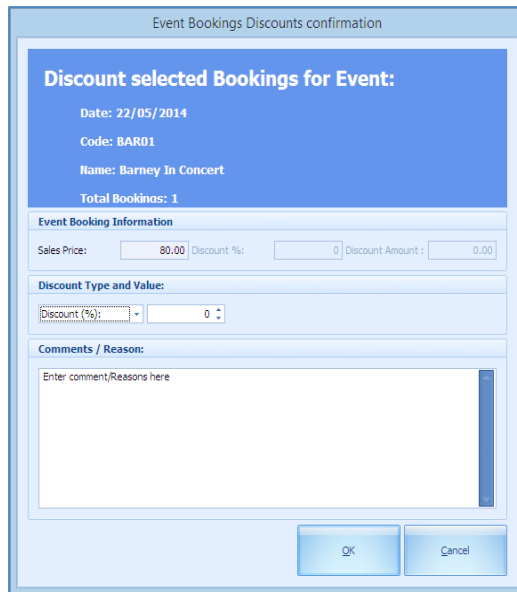 Event Bookings Discounts confirmation
Discount selected Bookings for Event:
Date: 22/05/2014
Code: BAR01
Name: Barney In Concert
Total Bookings: 1
Event Booking Information
Sales Price: 80.00 Discount %: 0 Discount Amount : 0.00
Discount Type and Value:
Discount (%): 0
Comments / Reason:
Enter comment/Reasons here
OK Cancel